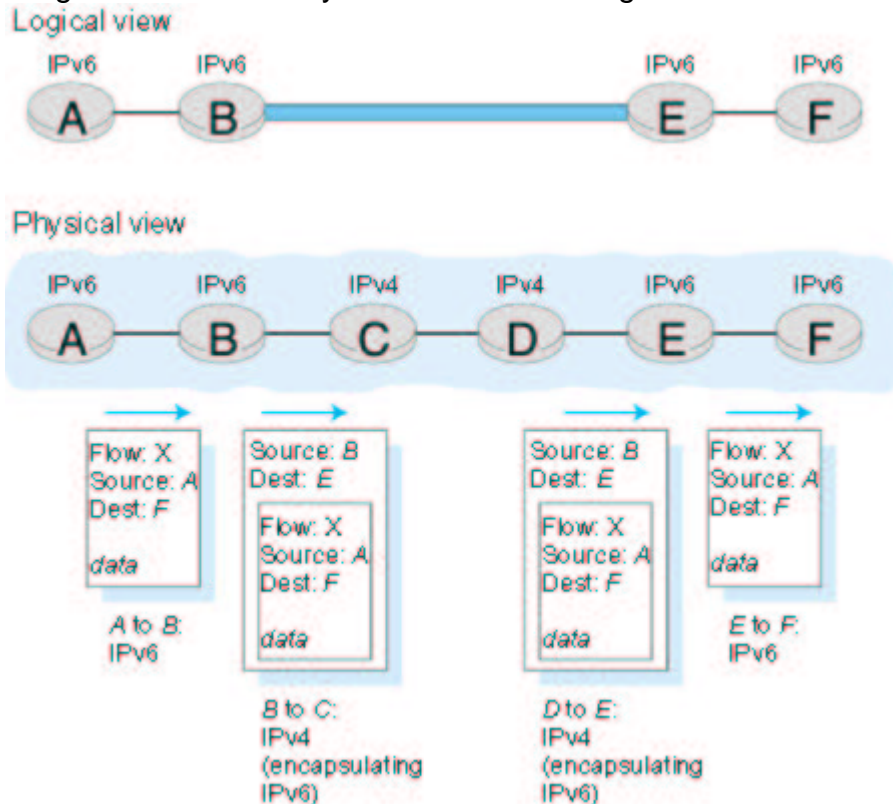 Logical view
IPv6 IPv6 IPv6 IPv6
A B E F
Physical view
IPv6 IPv6 IPv4 IPv4 IPv6 IPv6
A B C D E F
Flow: X
Source: A
Dest: F
data
A to B:
IPv6
Source: B
Dest: E
Flow: X
Source: A
Dest: F
data
B to C:
IPv4
(encapsulating
IPv6)
Source: B
Dest: E
Flow: X
Source: A
Dest: F
data
D to E:
IPv4
(encapsulating
IPv6)
Flow: X
Source: A
Dest: F
data
E to F:
IPv6